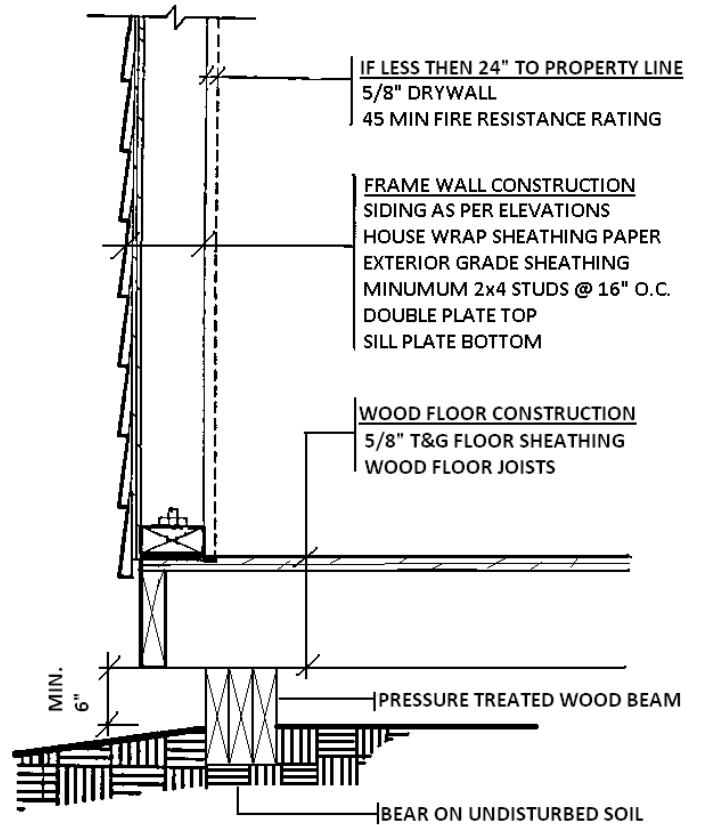 IF LESS THEN 24" TO PROPERTY LINE
5/8" DRYWALL
45 MIN FIRE RESISTANCE RATING
FRAME WALL CONSTRUCTION
SIDING AS PER ELEVATIONS
HOUSE WRAP SHEATHING PAPER
EXTERIOR GRADE SHEATHING
MINUMUM 2x4 STUDS @ 16" O.C.
DOUBLE PLATE TOP
SILL PLATE BOTTOM
WOOD FLOOR CONSTRUCTION
5/8" T&G FLOOR SHEATHING
WOOD FLOOR JOISTS
MIN.
6"
PRESSURE TREATED WOOD BEAM
BEAR ON UNDISTURBED SOIL